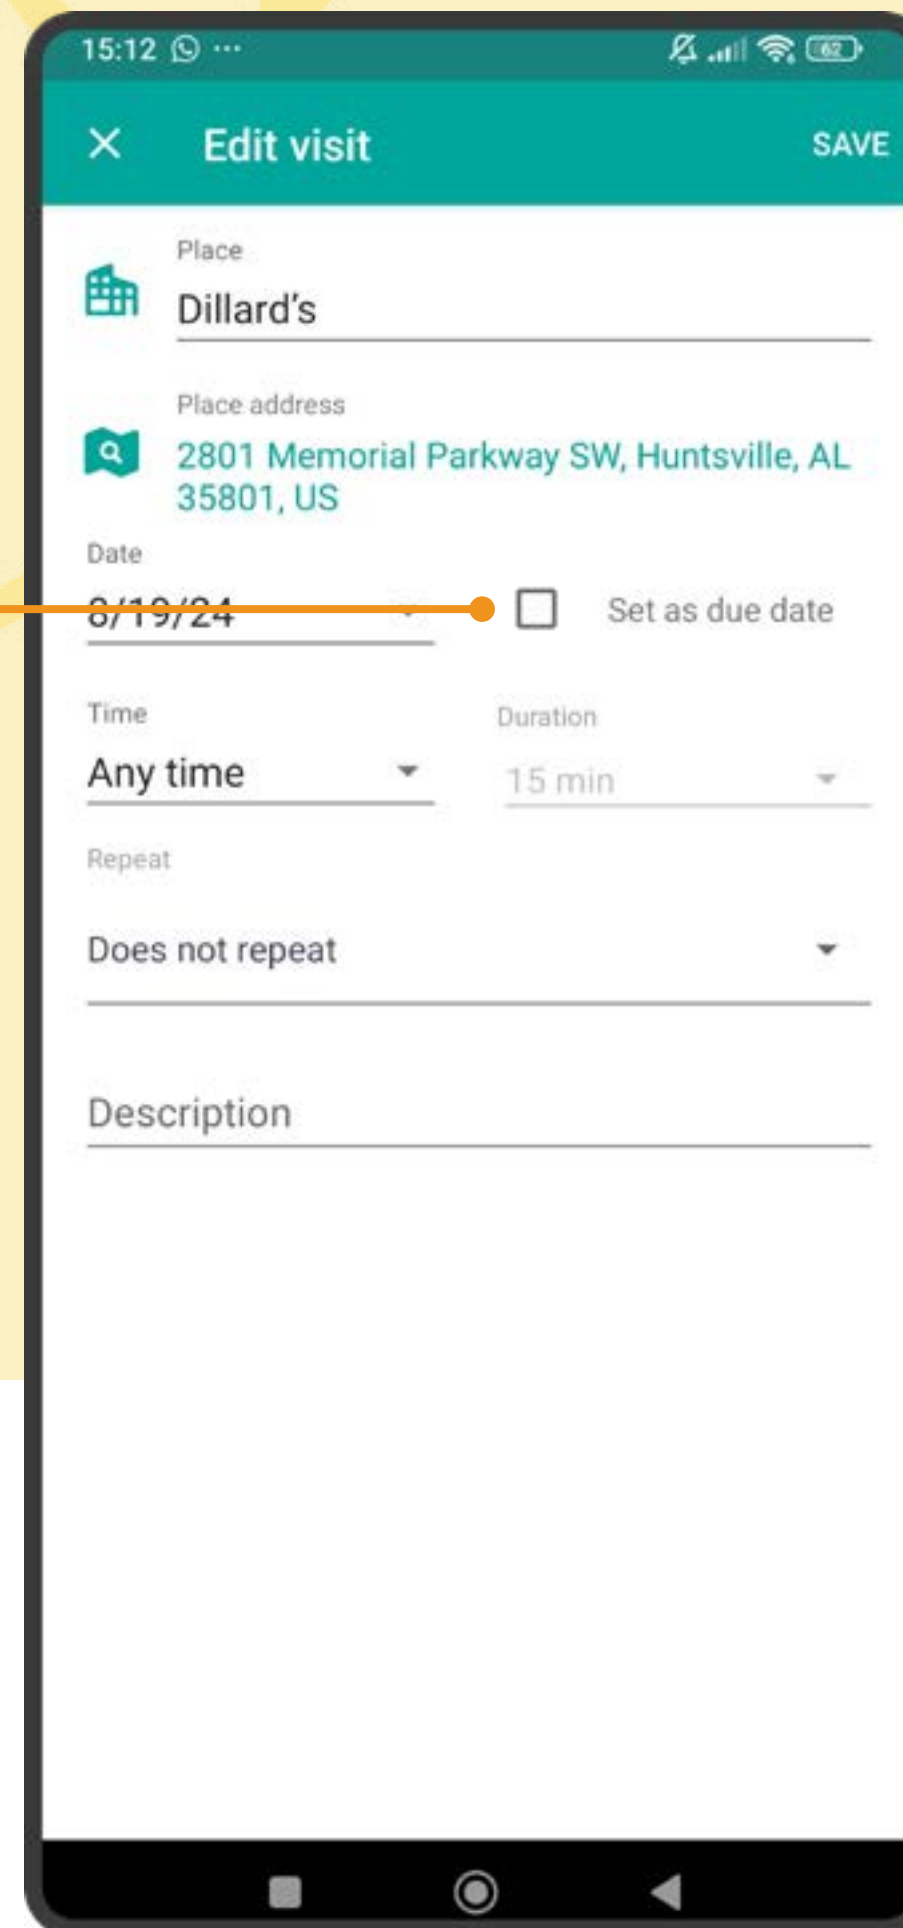 15:12 ... 62
Edit visit SAVE
Place
Dillard's
Place address
2801 Memorial Parkway SW, Huntsville, AL
35801, US
Date
8/19/24 Set as due date
Time Duration
Any time 15 min
Repeat
Does not repeat
Description